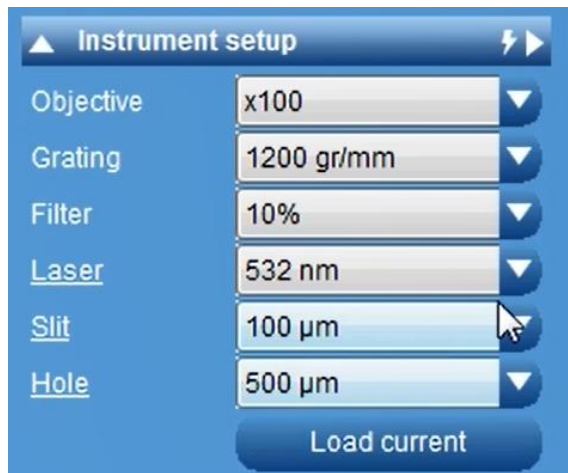 Instrument setup
Objective x100
Grating 1200 gr/mm
Filter 10%
Laser 532 nm
Slit 100 µm
Hole 500 µm
Load current